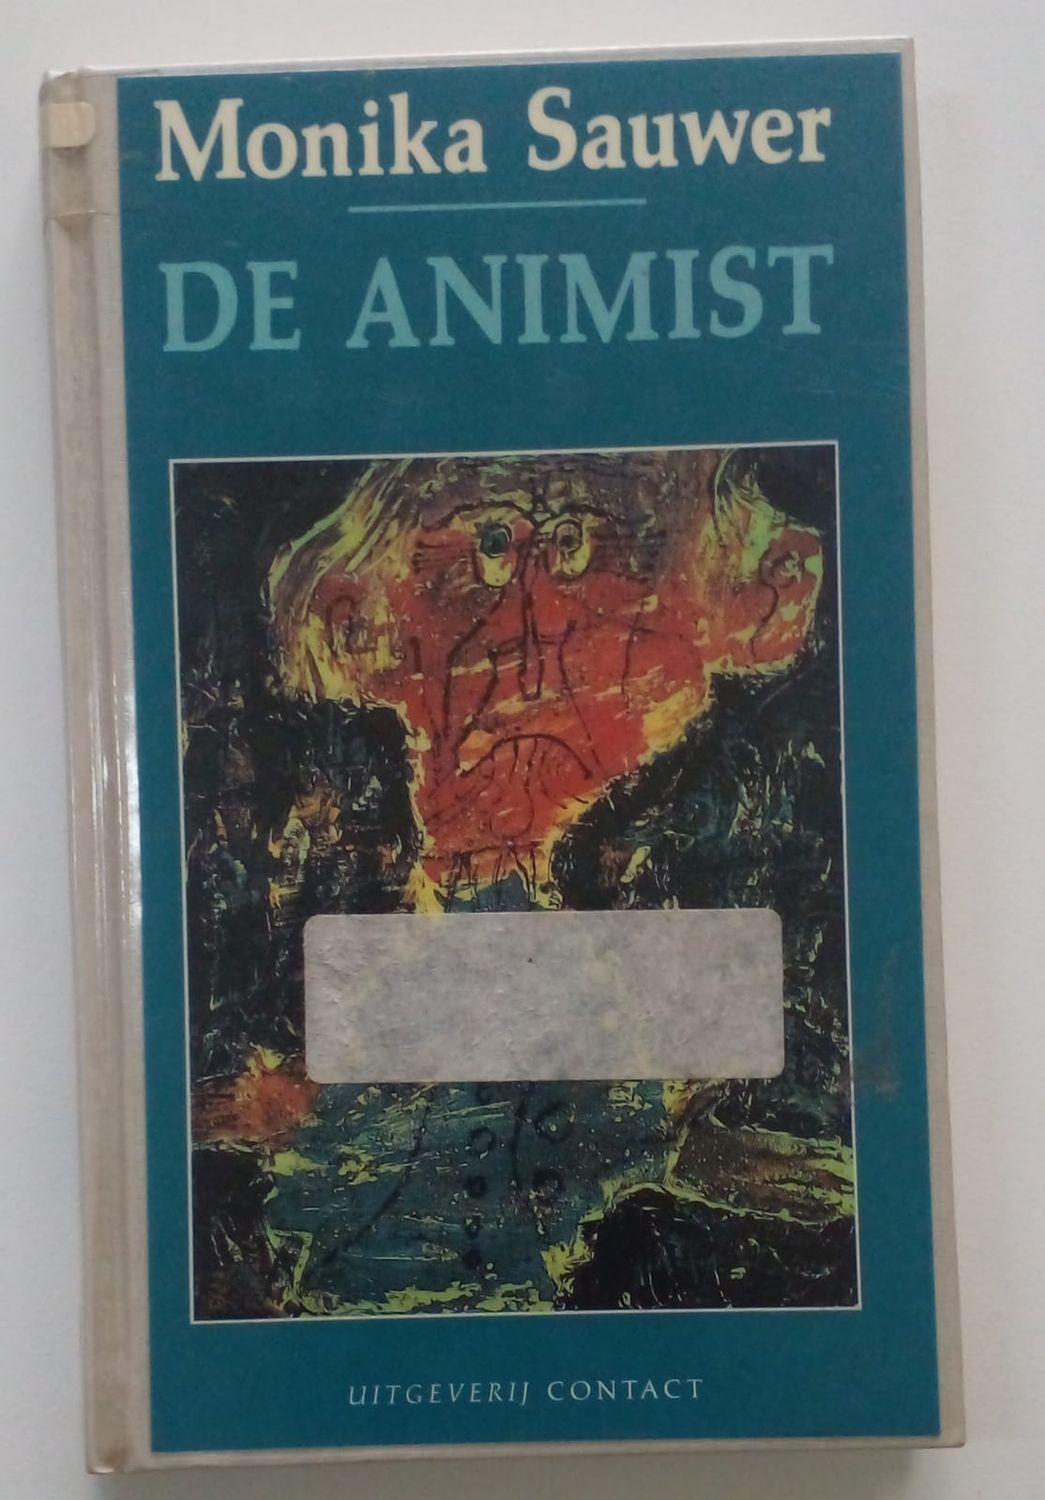 Monika Sauwer
DE ANIMIST
UITGEVERIJ CONTACT